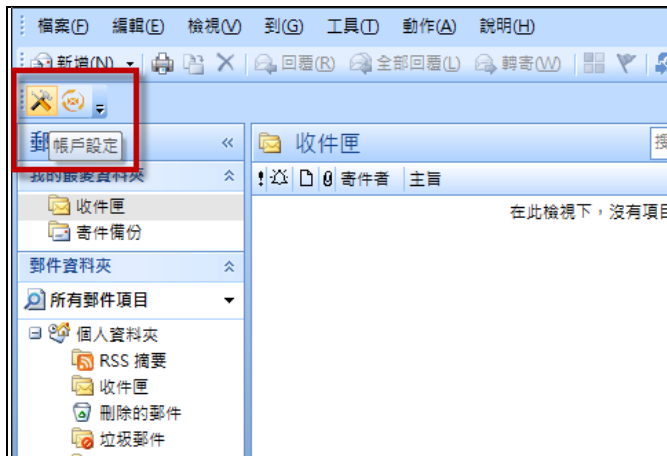 檔案(F) 編輯(E) 檢視(V) 到(G) 工具(T) 動作(A) 說明(H)
新增(N) 回覆(R) 全部回覆(L) 轉寄(W)
帳戶設定
郵
收件匣
我的最愛資料夾
寄件者 主旨
收件匣
寄件備份
在此檢視下，沒有項目
郵件資料夾
所有郵件項目
個人資料夾
RSS 摘要
收件匣
刪除的郵件
垃圾郵件